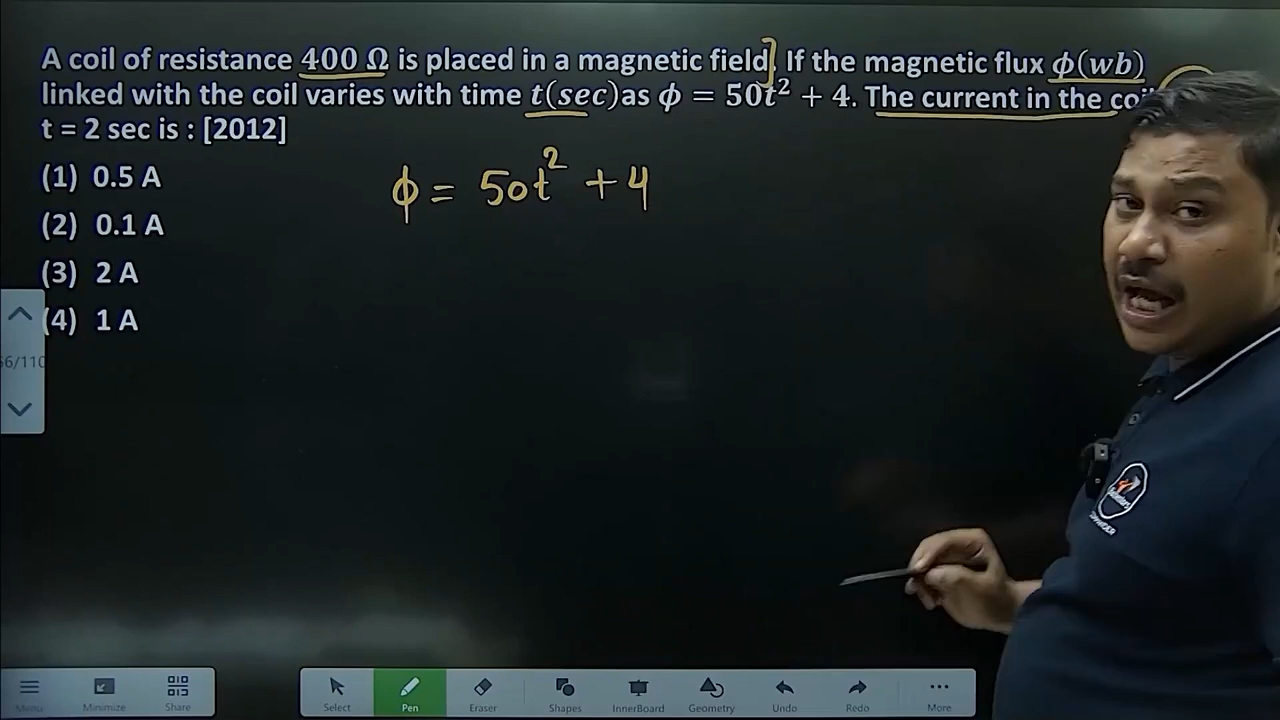 A coil of resistance 400 Ω is placed in a magnetic field. If the magnetic flux ϕ(wb)
linked with the coil varies with time t(sec)as ϕ = 50t² + 4. The current in the coil
t = 2 sec is : [2012]
(1) 0.5 A
(2) 0.1 A
(3) 2 A
(4) 1 A
ϕ = 50t² + 4
56/110
Menu
Minimize
Share
Select
Pen
Eraser
Shapes
InnerBoard
Geometry
Undo
Redo
More